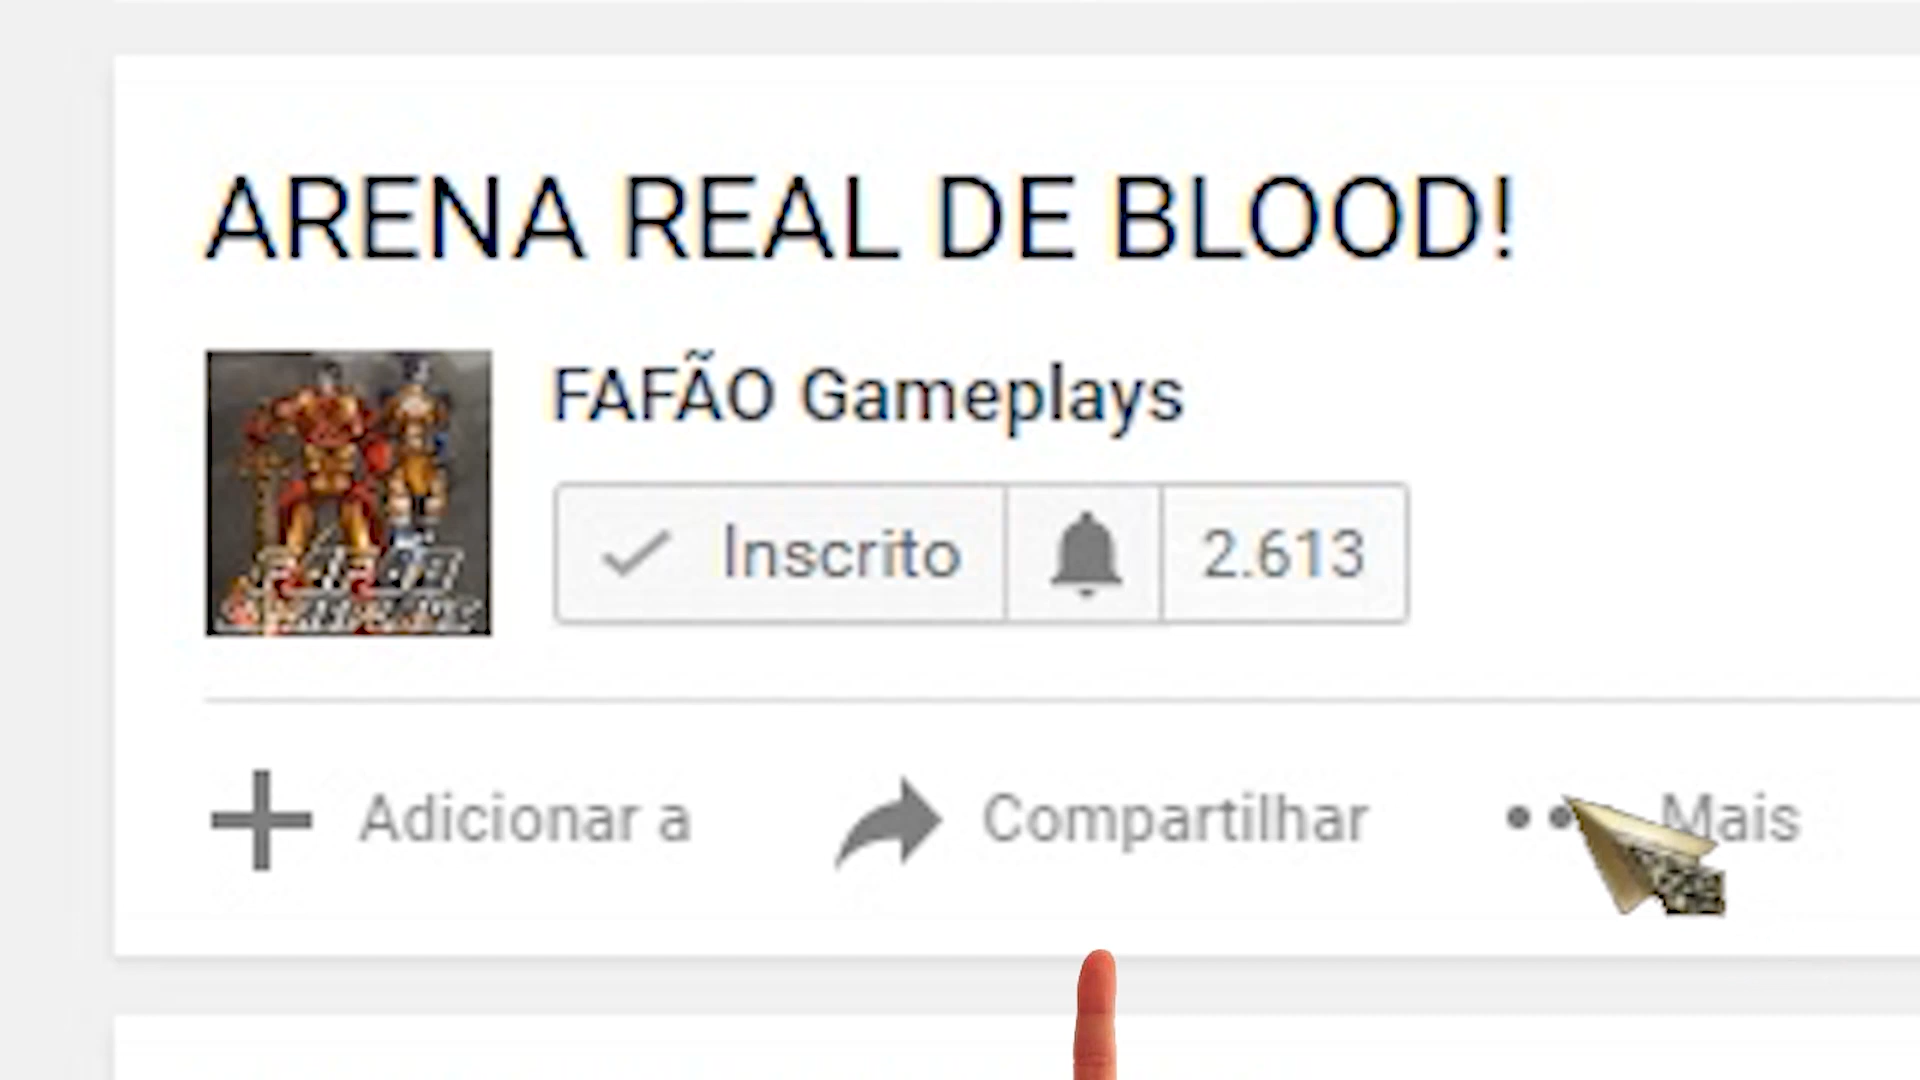 ARENA REAL DE BLOOD!
FAFÃO Gameplays
Inscrito 2.613
Adicionar a Compartilhar Mais